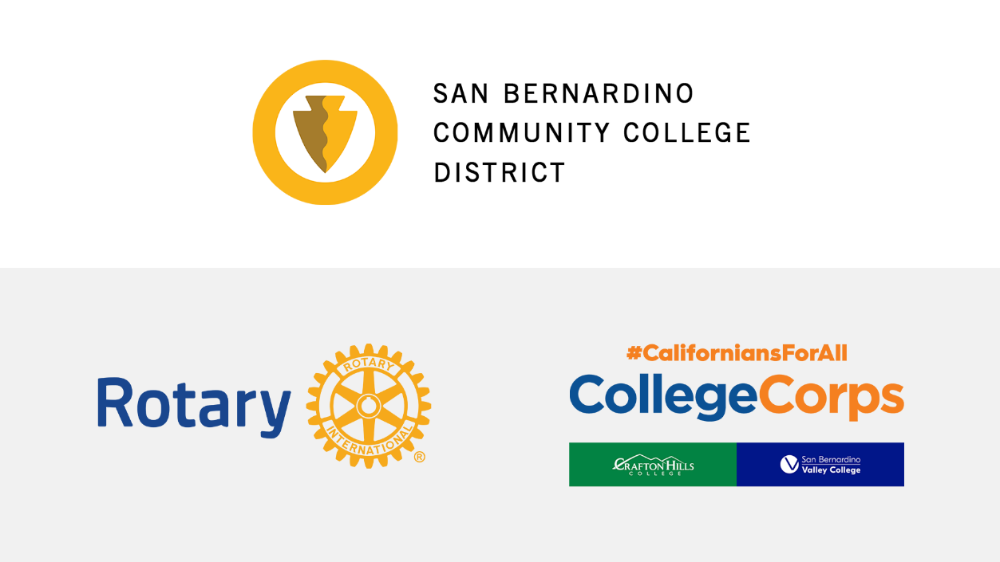 SAN BERNARDINO
COMMUNITY COLLEGE
DISTRICT
Rotary
ROTARY
INTERNATIONAL
®
#CaliforniansForAll
CollegeCorps
CRAFTON HILLS
COLLEGE
San Bernardino
Valley College